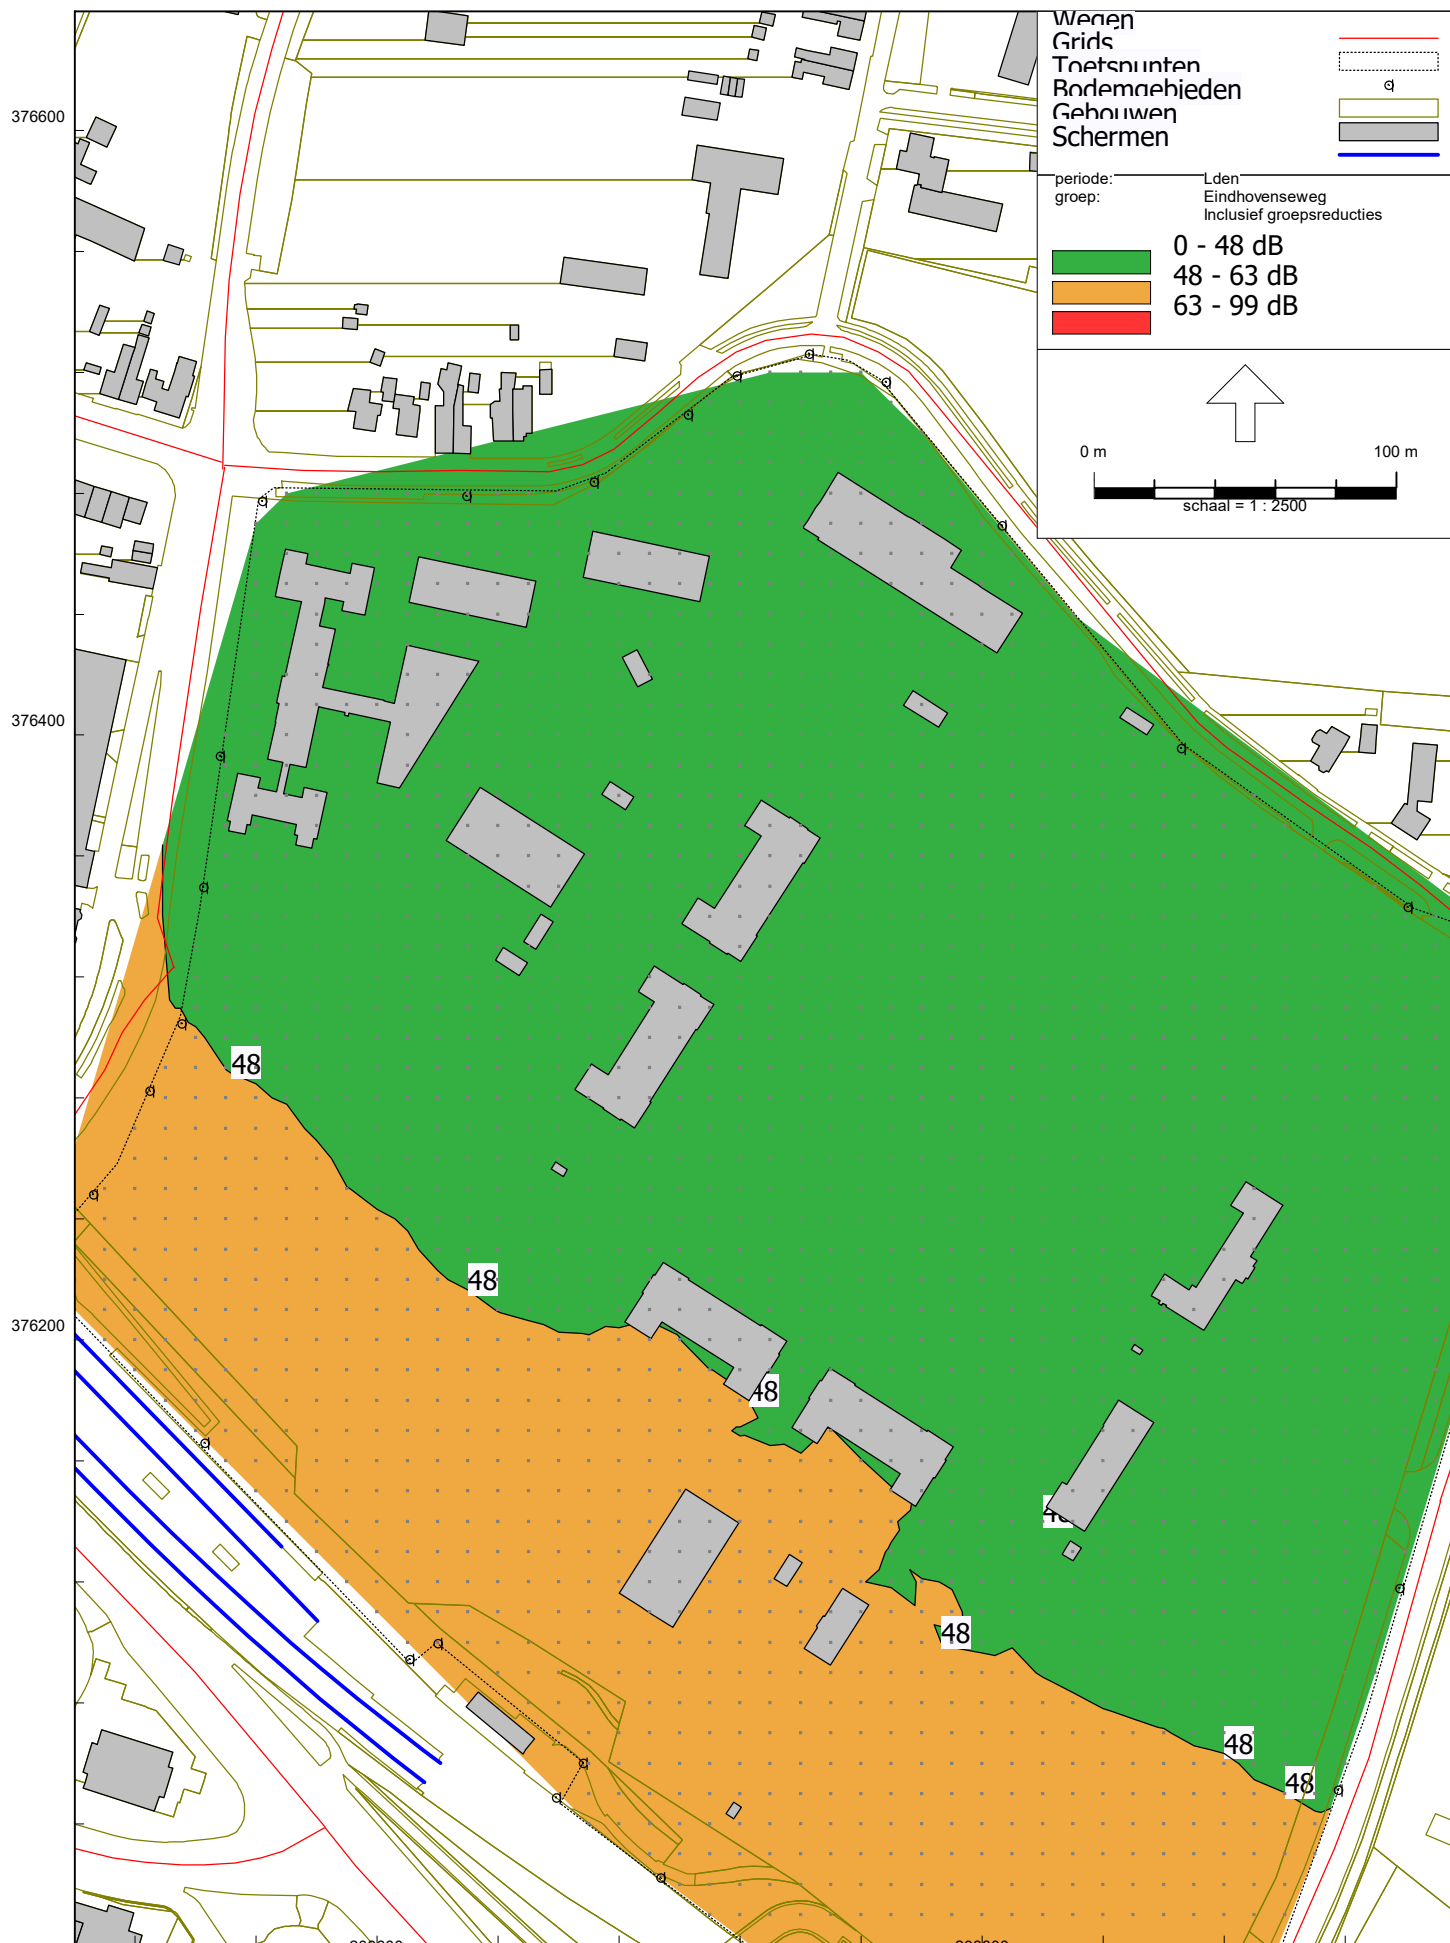 Wegen
Grids
Toetspunten
Bodemgebieden
Gebouwen
Schermen
periode: Lden
groep: Eindhovenseweg
Inclusief groepsreducties
0 - 48 dB
48 - 63 dB
63 - 99 dB
0 m 100 m
schaal = 1 : 2500
376600
376400
376200
48
48
48
48
48
48